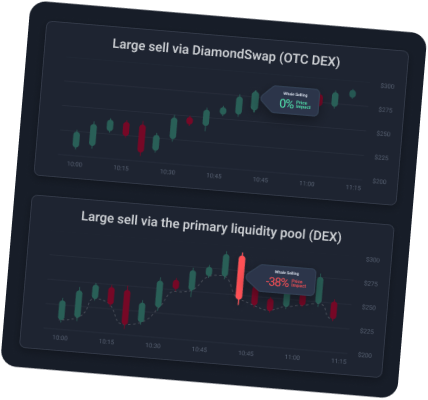 Large sell via DiamondSwap (OTC DEX)
$300
Whale Selling
0% Price Impact
$275
$250
$225
$200
10:00 10:15 10:30 10:45 10:45 11:00 11:15
Large sell via the primary liquidity pool (DEX)
$300
Whale Selling
-38% Price Impact
$275
$250
$225
$200
10:00 10:15 10:30 10:45 10:45 11:00 11:15